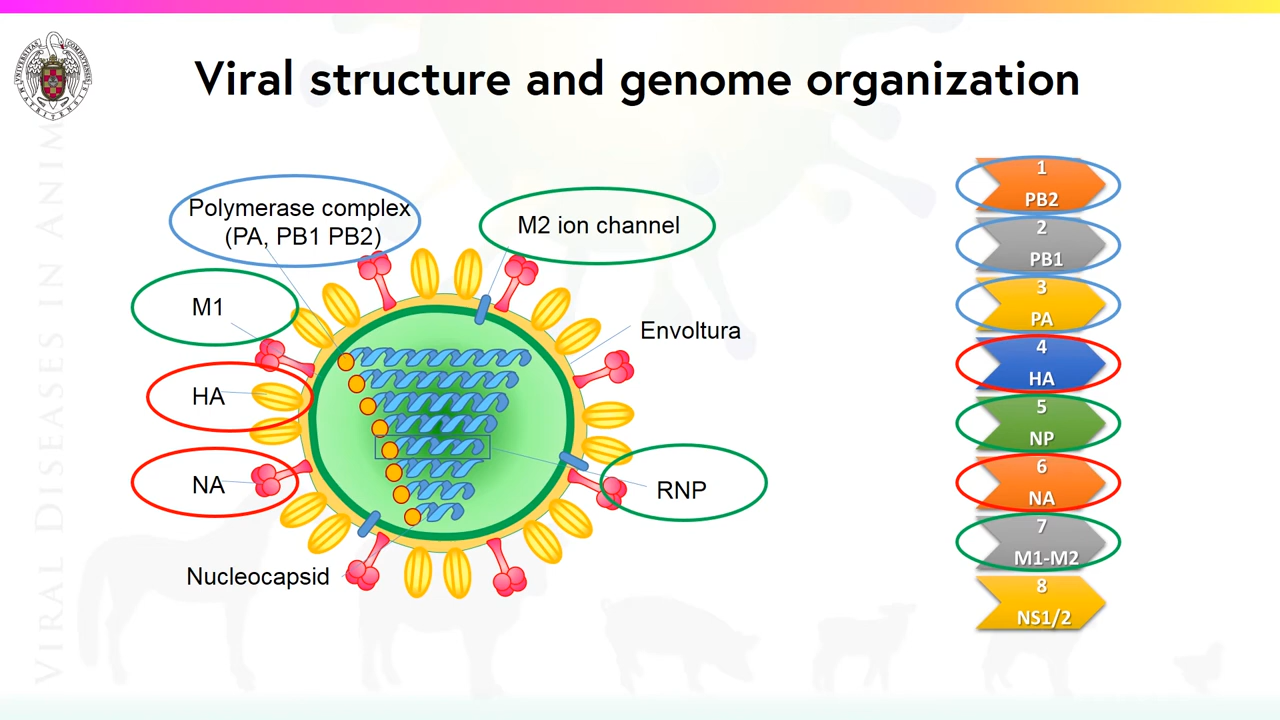 Viral structure and genome organization
Polymerase complex
(PA, PB1 PB2)
M2 ion channel
M1
Envoltura
HA
NA
RNP
Nucleocapsid
1
PB2
2
PB1
3
PA
4
HA
5
NP
6
NA
7
M1-M2
8
NS1/2
VIRAL DISEASES IN ANIM